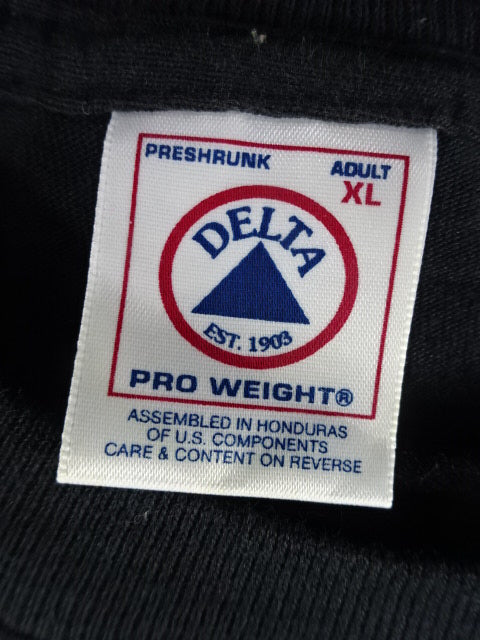 PRESHRUNK
ADULT
XL
DELTA
EST. 1903
PRO WEIGHT®
ASSEMBLED IN HONDURAS
OF U.S. COMPONENTS
CARE & CONTENT ON REVERSE